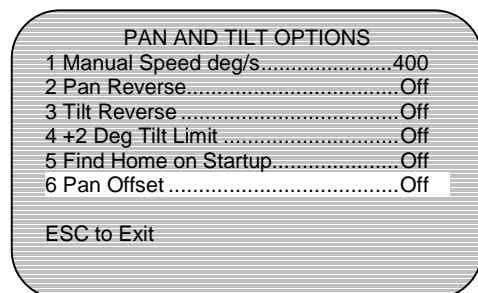 PAN AND TILT OPTIONS
1 Manual Speed deg/s......................400
2 Pan Reverse....................................Off
3 Tilt Reverse.....................................Off
4 +2 Deg Tilt Limit ..............................Off
5 Find Home on Startup.....................Off
6 Pan Offset ......................................Off
ESC to Exit